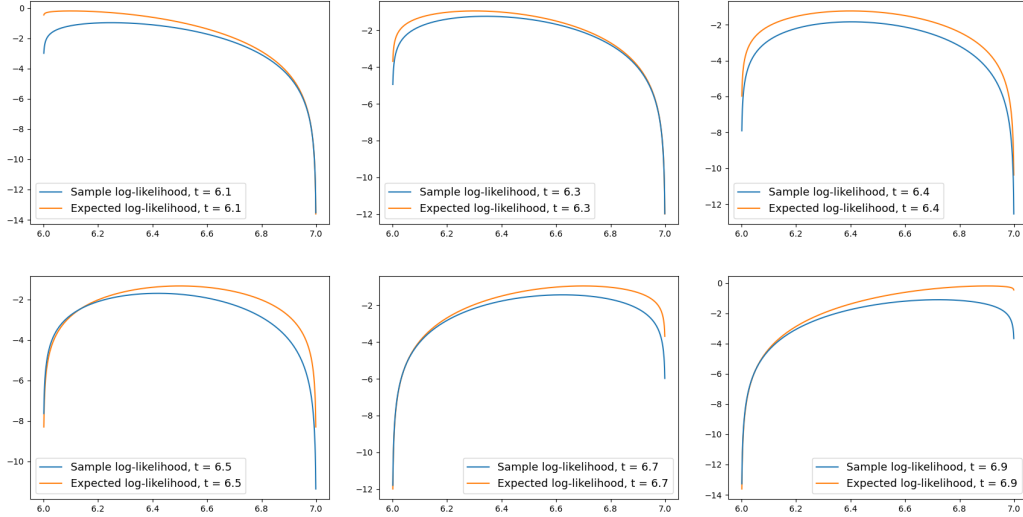 0
−2
−4
−6
−8
−10
−12
−14
Sample log-likelihood, t = 6.1
Expected log-likelihood, t = 6.1
6.0 6.2 6.4 6.6 6.8 7.0
−2
−4
−6
−8
−10
−12
Sample log-likelihood, t = 6.3
Expected log-likelihood, t = 6.3
6.0 6.2 6.4 6.6 6.8 7.0
−2
−4
−6
−8
−10
−12
Sample log-likelihood, t = 6.4
Expected log-likelihood, t = 6.4
6.0 6.2 6.4 6.6 6.8 7.0
−2
−4
−6
−8
−10
Sample log-likelihood, t = 6.5
Expected log-likelihood, t = 6.5
6.0 6.2 6.4 6.6 6.8 7.0
−2
−4
−6
−8
−10
−12
Sample log-likelihood, t = 6.7
Expected log-likelihood, t = 6.7
6.0 6.2 6.4 6.6 6.8 7.0
0
−2
−4
−6
−8
−10
−12
−14
Sample log-likelihood, t = 6.9
Expected log-likelihood, t = 6.9
6.0 6.2 6.4 6.6 6.8 7.0